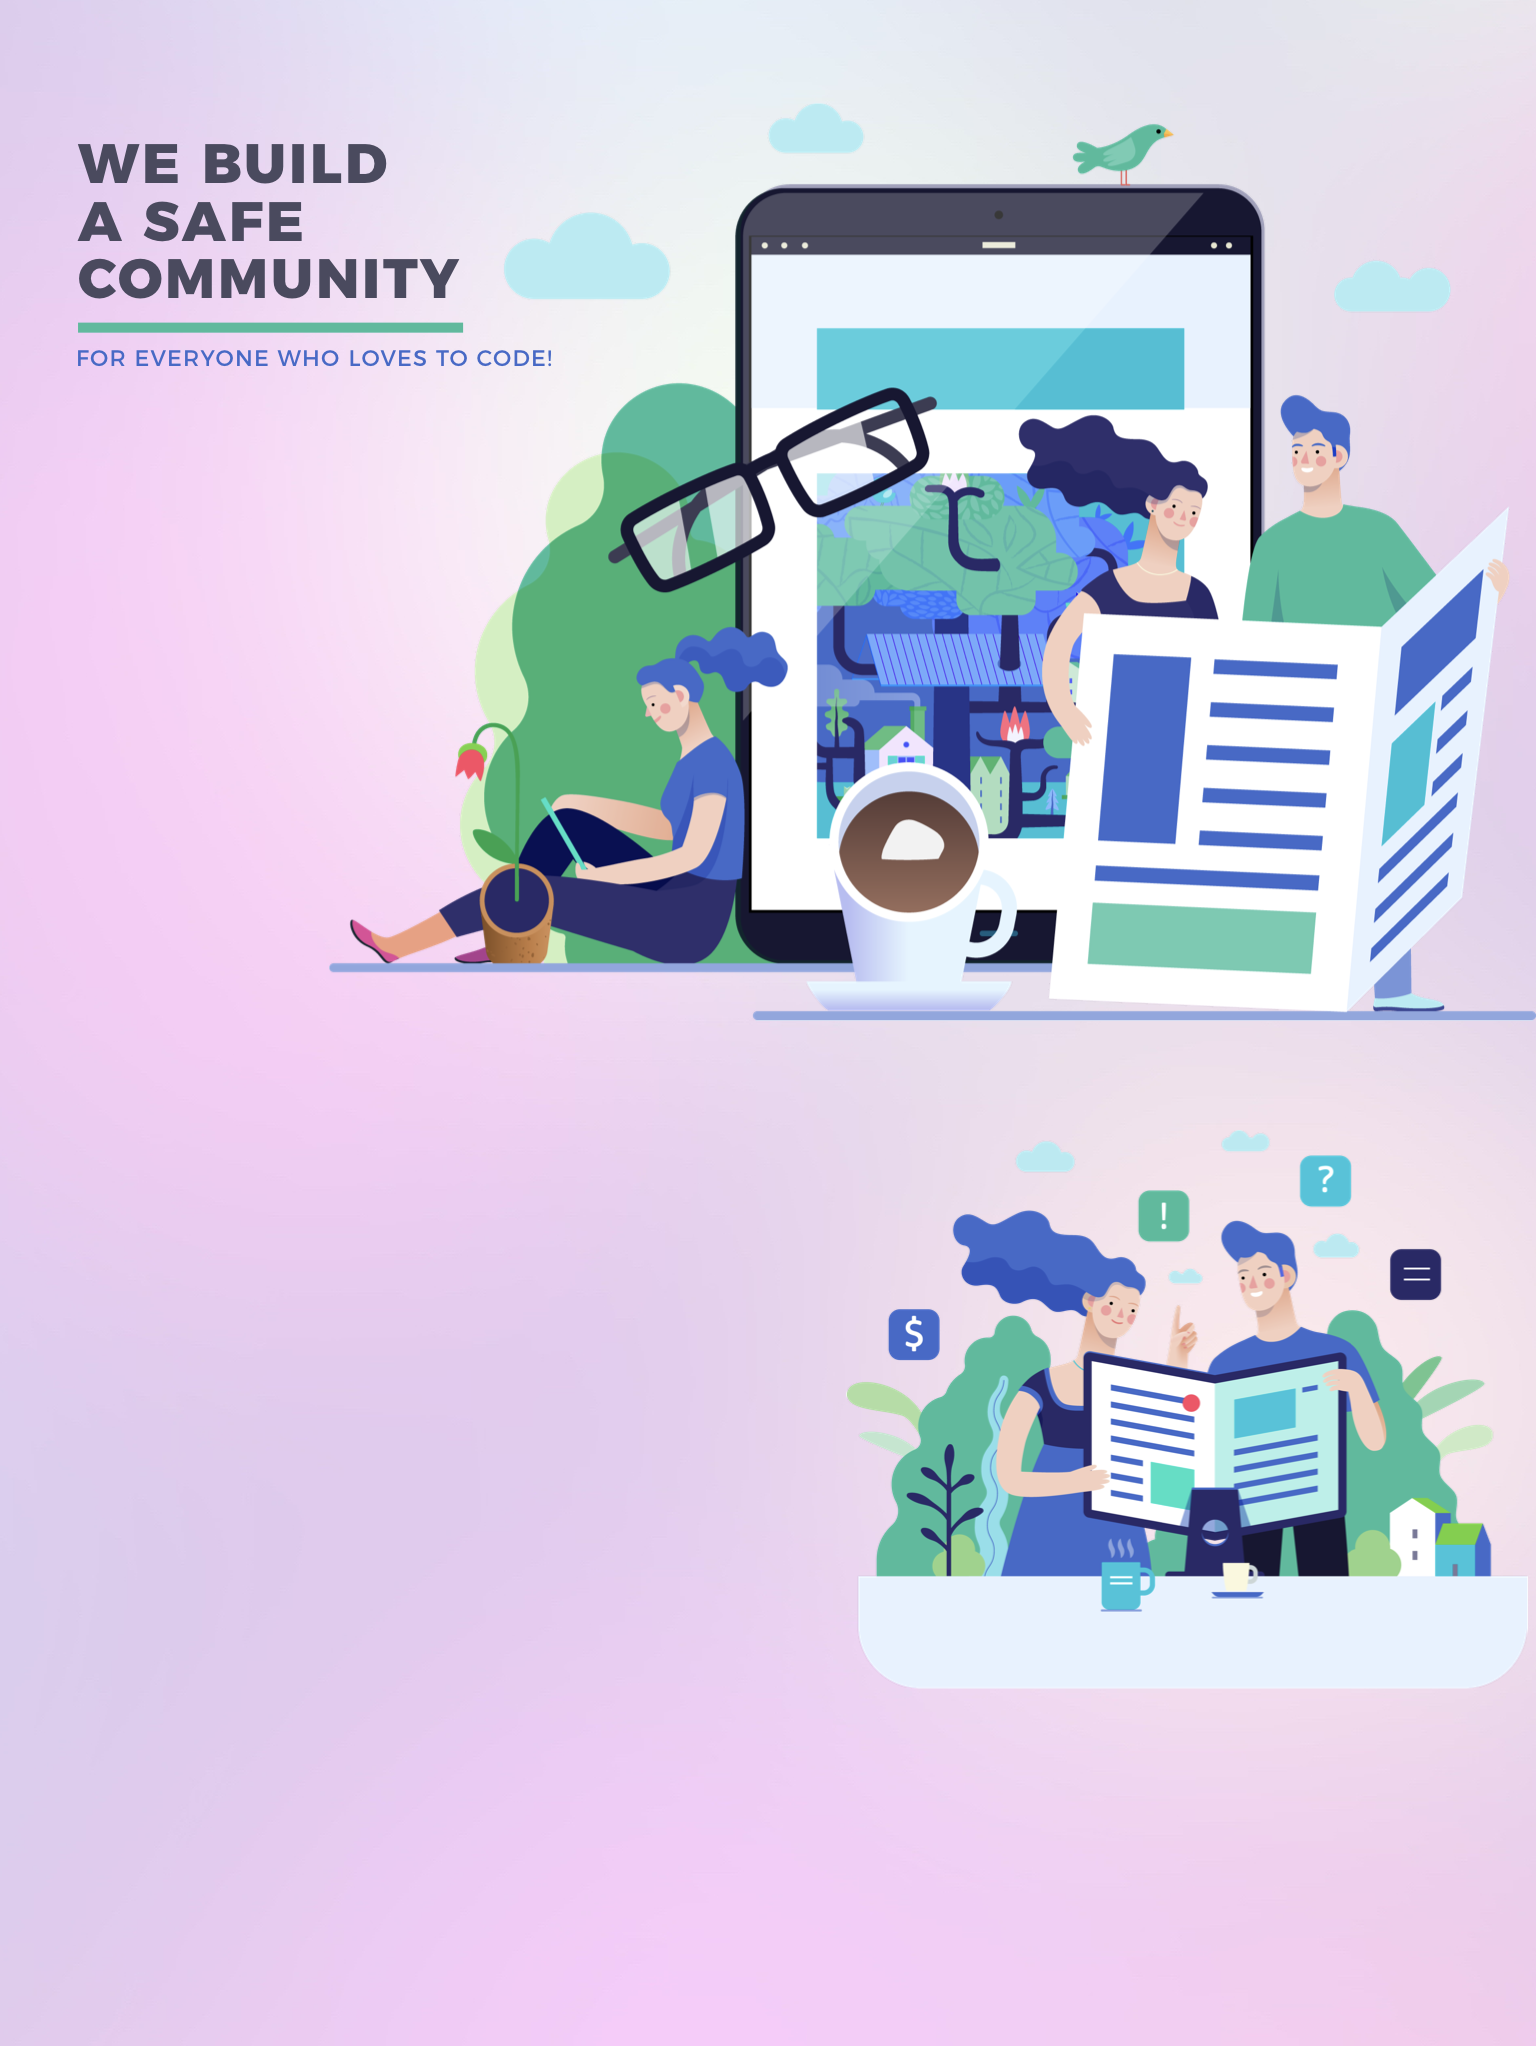 WE BUILD
A SAFE
COMMUNITY
FOR EVERYONE WHO LOVES TO CODE!
?
!
$